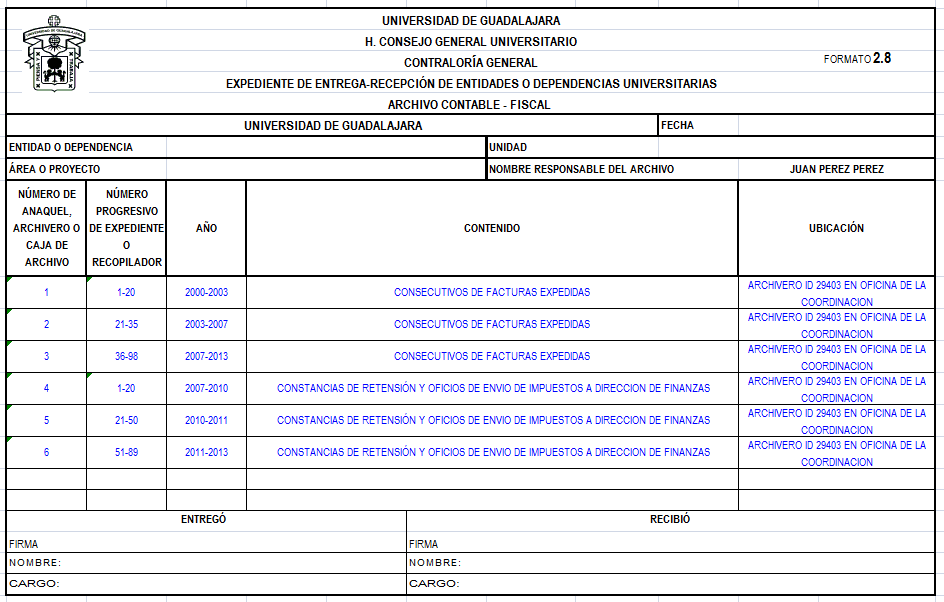 UNIVERSIDAD DE GUADALAJARA
H. CONSEJO GENERAL UNIVERSITARIO
CONTRALORÍA GENERAL
FORMATO 2.8
EXPEDIENTE DE ENTREGA-RECEPCIÓN DE ENTIDADES O DEPENDENCIAS UNIVERSITARIAS
ARCHIVO CONTABLE - FISCAL
UNIVERSIDAD DE GUADALAJARA FECHA
ENTIDAD O DEPENDENCIA UNIDAD
ÁREA O PROYECTO NOMBRE RESPONSABLE DEL ARCHIVO JUAN PEREZ PEREZ
NÚMERO DE
ANAQUEL,
ARCHIVERO O
CAJA DE
ARCHIVO
NÚMERO
PROGRESIVO
DE EXPEDIENTE
O
RECOPILADOR
AÑO
CONTENIDO
UBICACIÓN
1 1-20 2000-2003 CONSECUTIVOS DE FACTURAS EXPEDIDAS ARCHIVERO ID 29403 EN OFICINA DE LA
COORDINACION
2 21-35 2003-2007 CONSECUTIVOS DE FACTURAS EXPEDIDAS ARCHIVERO ID 29403 EN OFICINA DE LA
COORDINACION
3 36-98 2007-2013 CONSECUTIVOS DE FACTURAS EXPEDIDAS ARCHIVERO ID 29403 EN OFICINA DE LA
COORDINACION
4 1-20 2007-2010 CONSTANCIAS DE RETENSIÓN Y OFICIOS DE ENVIO DE IMPUESTOS A DIRECCION DE FINANZAS ARCHIVERO ID 29403 EN OFICINA DE LA
COORDINACION
5 21-50 2010-2011 CONSTANCIAS DE RETENSIÓN Y OFICIOS DE ENVIO DE IMPUESTOS A DIRECCION DE FINANZAS ARCHIVERO ID 29403 EN OFICINA DE LA
COORDINACION
6 51-89 2011-2013 CONSTANCIAS DE RETENSIÓN Y OFICIOS DE ENVIO DE IMPUESTOS A DIRECCION DE FINANZAS ARCHIVERO ID 29403 EN OFICINA DE LA
COORDINACION
ENTREGÓ RECIBIÓ
FIRMA FIRMA
NOMBRE: NOMBRE:
CARGO: CARGO: